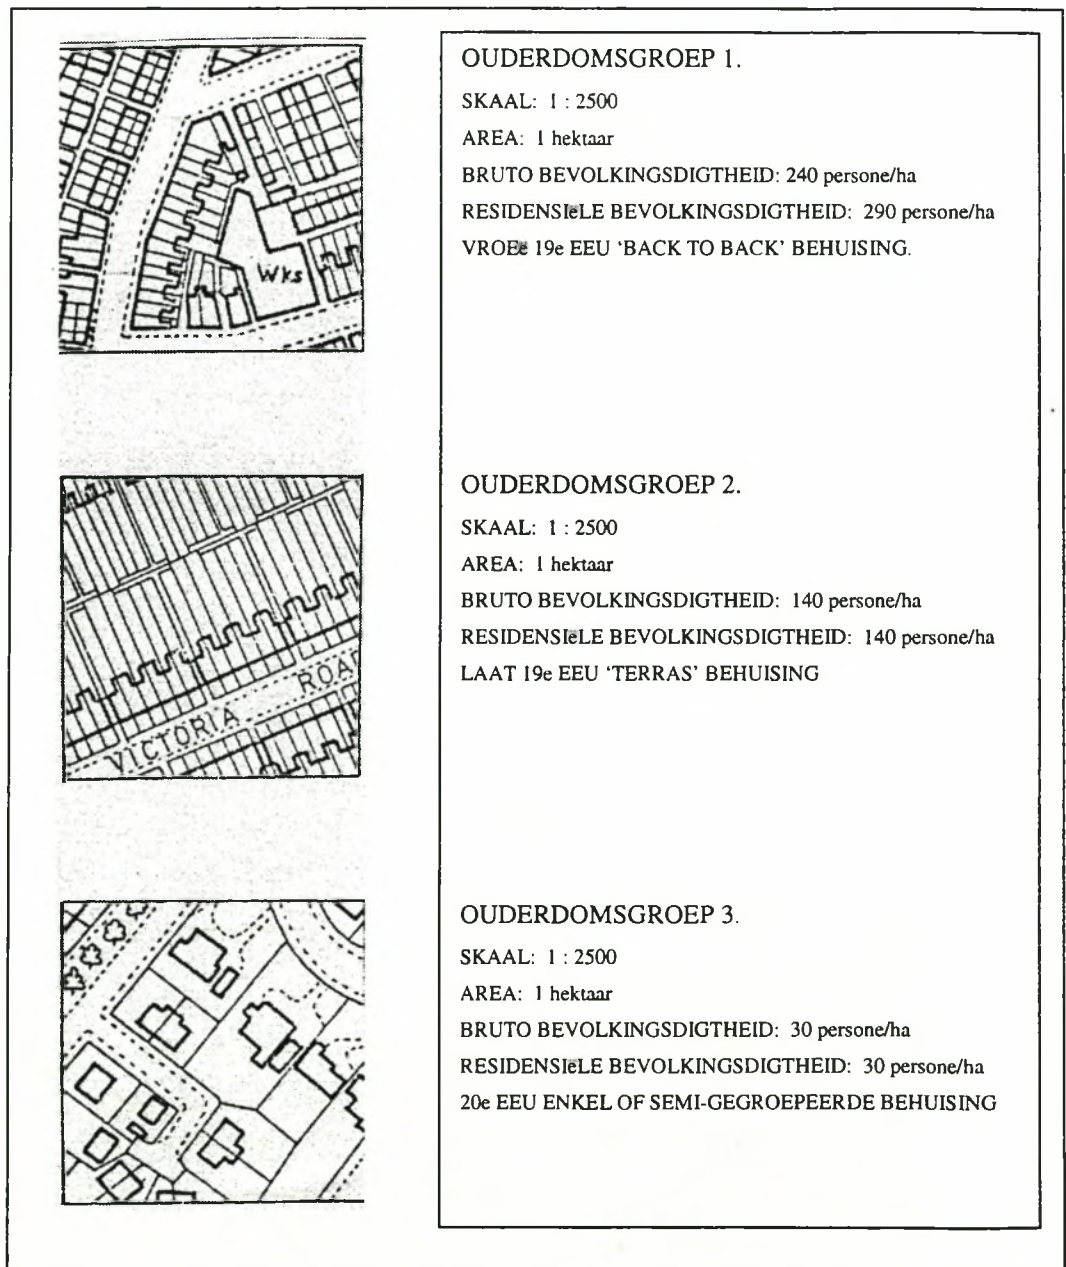 OUDERDOMSGROEP 1.
SKAAL: 1 : 2500
AREA: 1 hektaar
BRUTO BEVOLKINGSDIGTHEID: 240 persone/ha
RESIDENSIëLE BEVOLKINGSDIGTHEID: 290 persone/ha
VROEë 19e EEU ‘BACK TO BACK’ BEHUISING.
Wks
OUDERDOMSGROEP 2.
SKAAL: 1 : 2500
AREA: 1 hektaar
BRUTO BEVOLKINGSDIGTHEID: 140 persone/ha
RESIDENSIëLE BEVOLKINGSDIGTHEID: 140 persone/ha
LAAT 19e EEU ‘TERRAS’ BEHUISING
VICTORIA ROA
OUDERDOMSGROEP 3.
SKAAL: 1 : 2500
AREA: 1 hektaar
BRUTO BEVOLKINGSDIGTHEID: 30 persone/ha
RESIDENSIëLE BEVOLKINGSDIGTHEID: 30 persone/ha
20e EEU ENKEL OF SEMI-GEGROEPEERDE BEHUISING